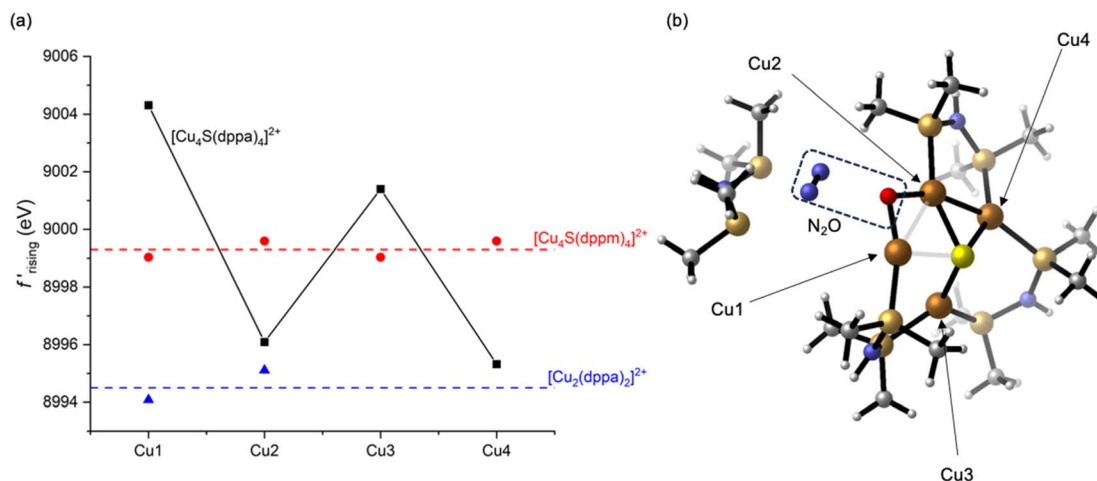 (a)
9006
9004
9002
9000
8998
8996
8994
f'rising (eV)
[Cu4S(dppa)4]2+
[Cu4S(dppm)4]2+
[Cu2(dppa)2]2+
Cu1 Cu2 Cu3 Cu4
(b)
Cu4
Cu2
N2O
Cu1
Cu3